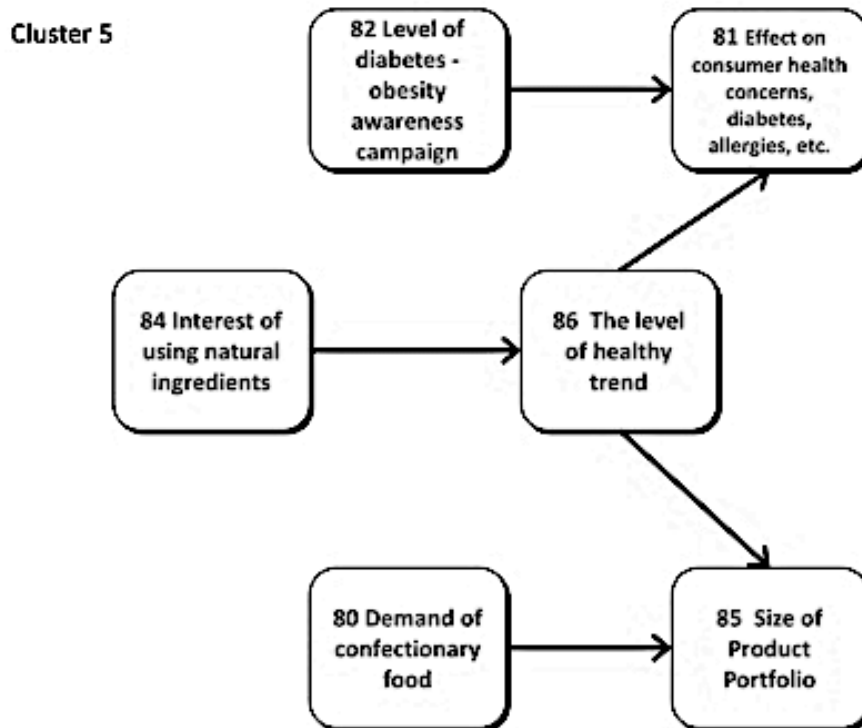 Cluster 5
82 Level of
diabetes -
obesity
awareness
campaign
81 Effect on
consumer health
concerns,
diabetes,
allergies, etc.
84 Interest of
using natural
ingredients
86 The level
of healthy
trend
80 Demand of
confectionary
food
85 Size of
Product
Portfolio